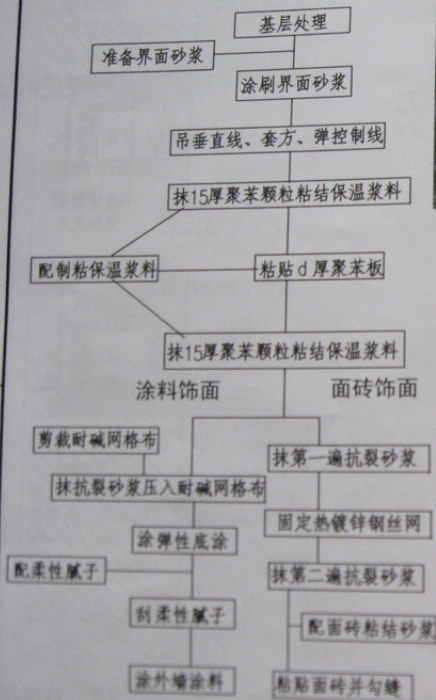 基层处理
准备界面砂浆
涂刷界面砂浆
吊垂直线、套方、弹控制线
抹15厚聚苯颗粒粘结保温浆料
配制粘保温浆料
粘贴d厚聚苯板
抹15厚聚苯颗粒粘结保温浆料
涂料饰面
面砖饰面
剪裁耐碱网格布
抹抗裂砂浆压入耐碱网格布
涂弹性底涂
配柔性腻子
刮柔性腻子
涂外墙涂料
抹第一遍抗裂砂浆
固定热镀锌钢丝网
抹第二遍抗裂砂浆
配面砖粘结砂浆
粘贴面砖并勾缝